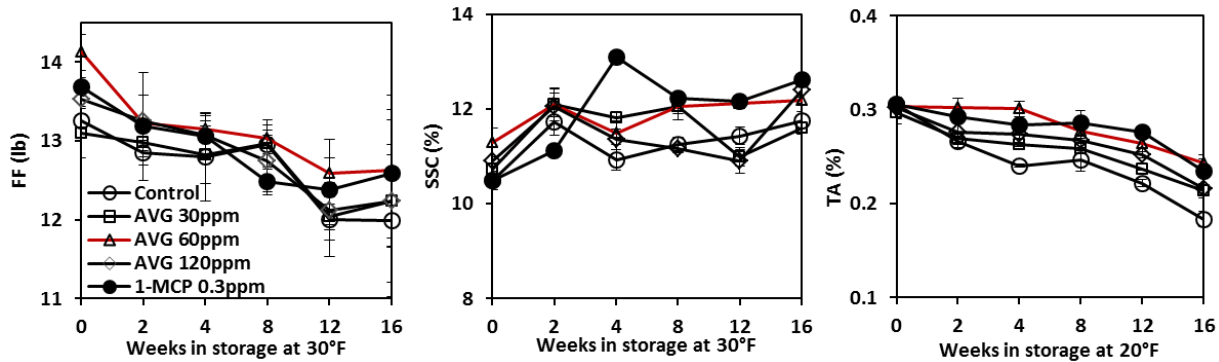 FF (lb)
14
13
12
11
Control
AVG 30ppm
AVG 60ppm
AVG 120ppm
1-MCP 0.3ppm
0 2 4 8 12 16
Weeks in storage at 30°F
SSC (%)
14
12
10
8
0 2 4 8 12 16
Weeks in storage at 30°F
TA (%)
0.4
0.3
0.2
0.1
0 2 4 8 12 16
Weeks in storage at 20°F